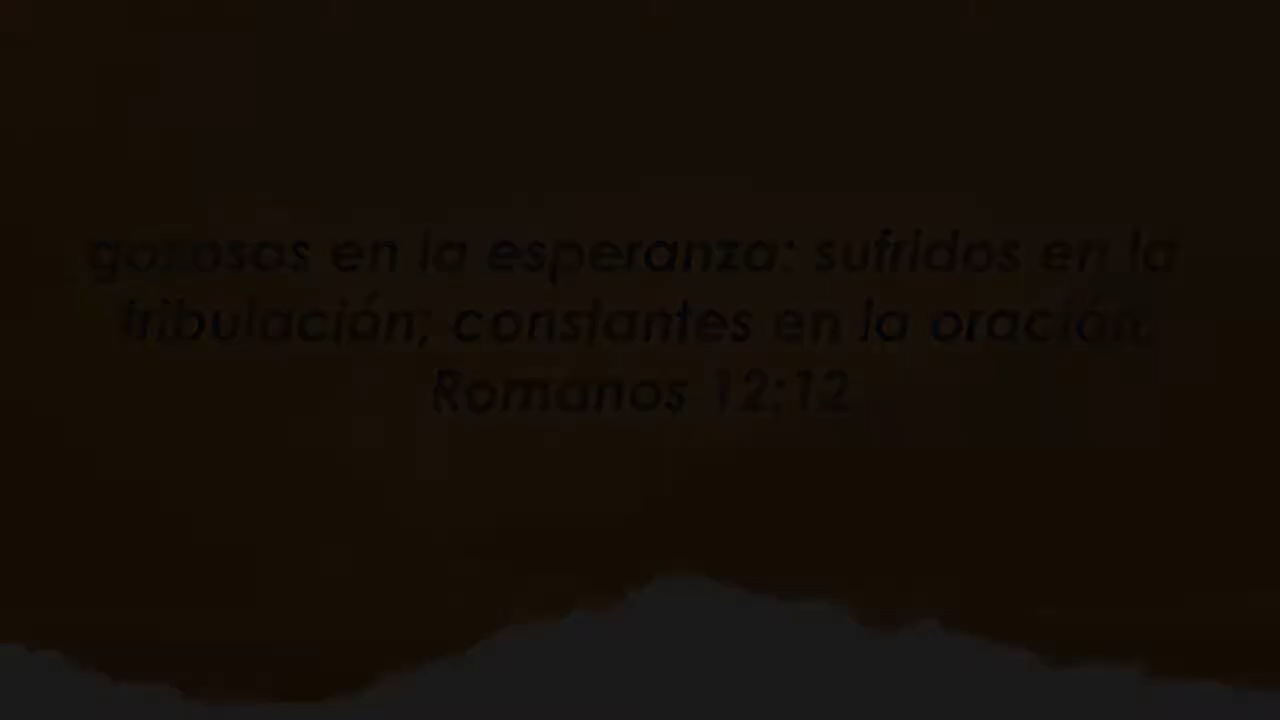 gozosos en la esperanza; sufridos en la
tribulación; constantes en la oración.
Romanos 12:12